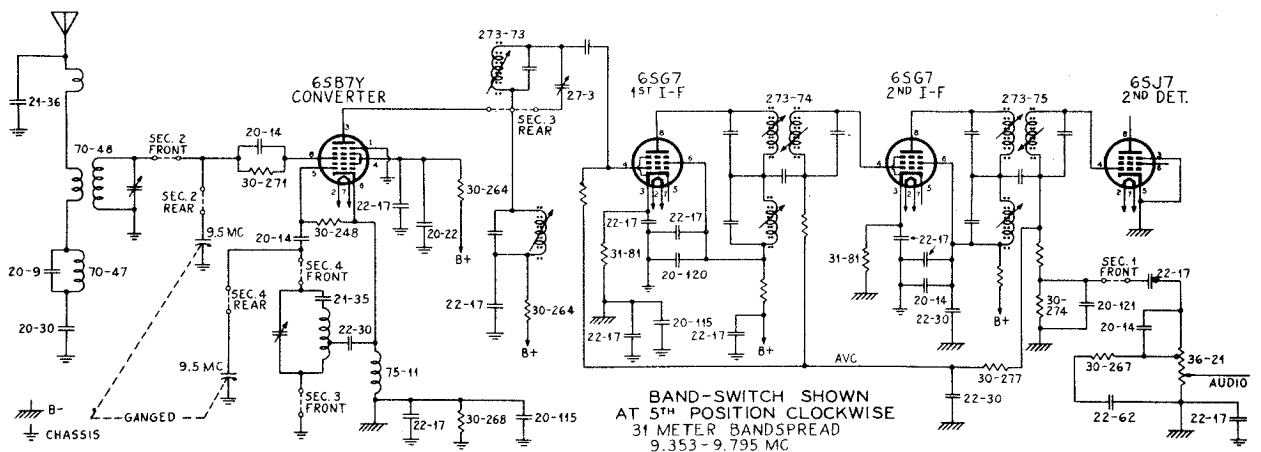 273-73
6SB7Y
CONVERTER
6SG7
1ST I-F
6SG7
2ND I-F
6SJ7
2ND DET.
21-36
27-3
273-74
273-75
SEC. 3
REAR
SEC. 2
FRONT
20-14
70-48
30-271
SEC. 2
REAR
30-264
22-17
20-22
B+
9.5 MC
20-14
30-248
22-17
22-17
20-120
31-81
22-17
20-14
22-30
31-81
SEC. 1
FRONT
22-17
20-9
70-47
SEC. 4
FRONT
SEC. 4
REAR
21-35
22-30
22-17
30-264
B+
20-115
22-17
22-17
B+
B+
30-
274
20-121
20-14
20-30
9.5 MC
75-11
AVC
30-277
30-267
36-21
AUDIO
SEC. 3
FRONT
B-
CHASSIS
GANGED
22-17
30-268
20-115
22-30
22-62
22-17
BAND-SWITCH SHOWN
AT 5TH POSITION CLOCKWISE
31 METER BANDSPREAD
9.353-9.795 MC